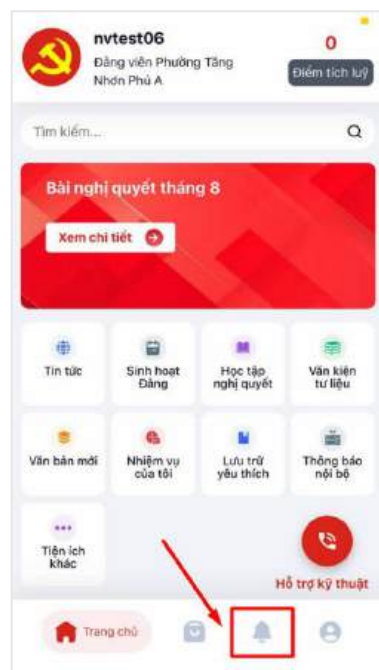 nvtest06
Đảng viên Phường Tăng
Nhơn Phú A
0
Điểm tích luỹ
Tìm kiếm...
Bài nghị quyết tháng 8
Xem chi tiết
Tin tức
Sinh hoạt
Đảng
Học tập
nghị quyết
Văn kiện
tư liệu
Văn bản mới
Nhiệm vụ
của tôi
Lưu trữ
yêu thích
Thông báo
nội bộ
Tiện ích
khác
Hỗ trợ kỹ thuật
Trang chủ